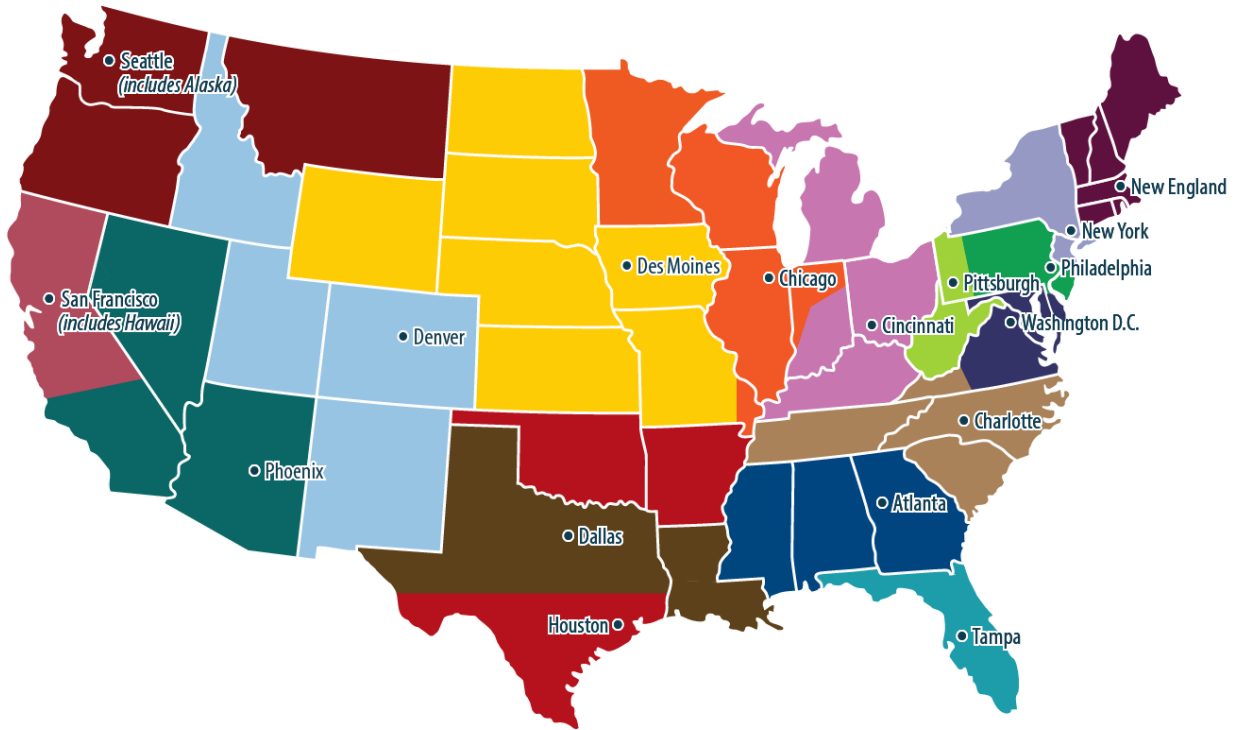 Seattle
(includes Alaska)
New England
New York
Des Moines
Philadelphia
Chicago
Pittsburgh
San Francisco
(includes Hawaii)
Cincinnati
Washington D.C.
Denver
Charlotte
Phoenix
Atlanta
Dallas
Houston
Tampa